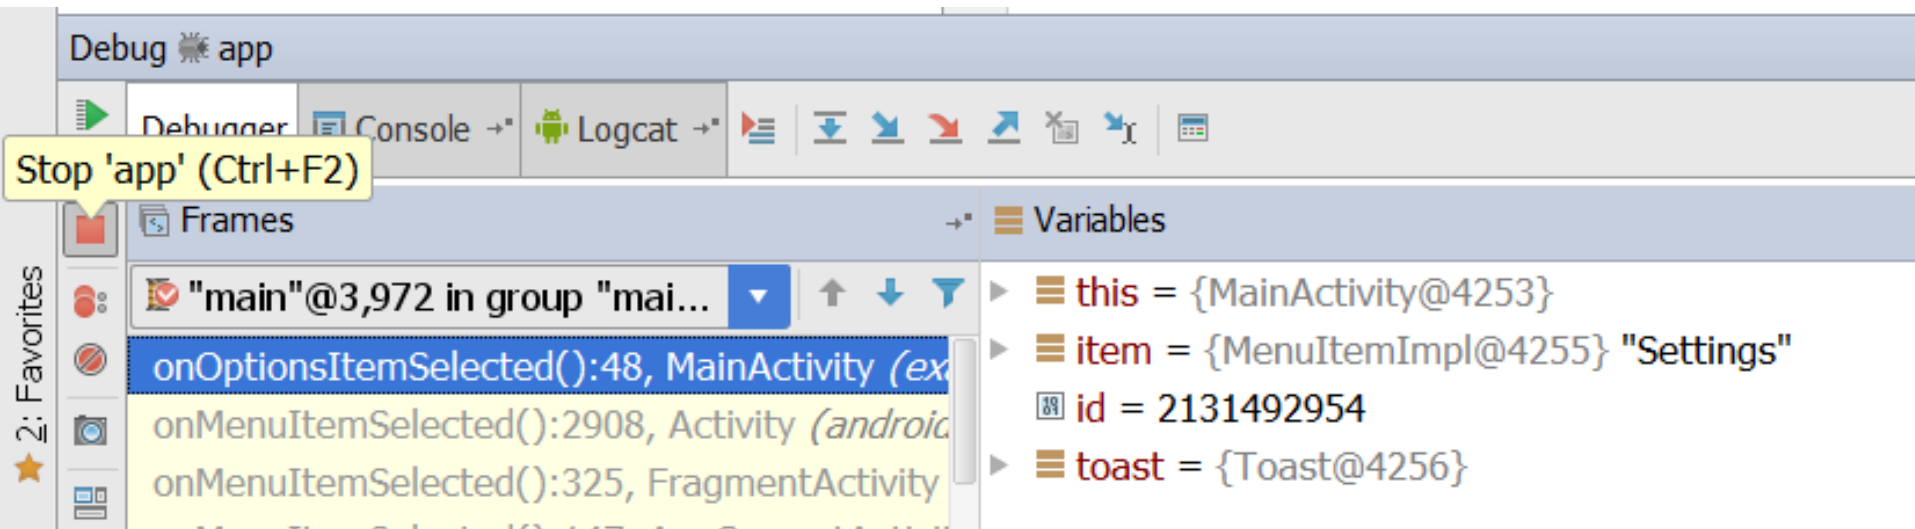 Debug app
Debugger Console Logcat
Stop 'app' (Ctrl+F2)
Frames
Variables
"main"@3,972 in group "mai...
onOptionsItemSelected():48, MainActivity (ex
onMenuItemSelected():2908, Activity (android
onMenuItemSelected():325, FragmentActivity
this = {MainActivity@4253}
item = {MenuItemImpl@4255} "Settings"
id = 2131492954
toast = {Toast@4256}
2: Favorites